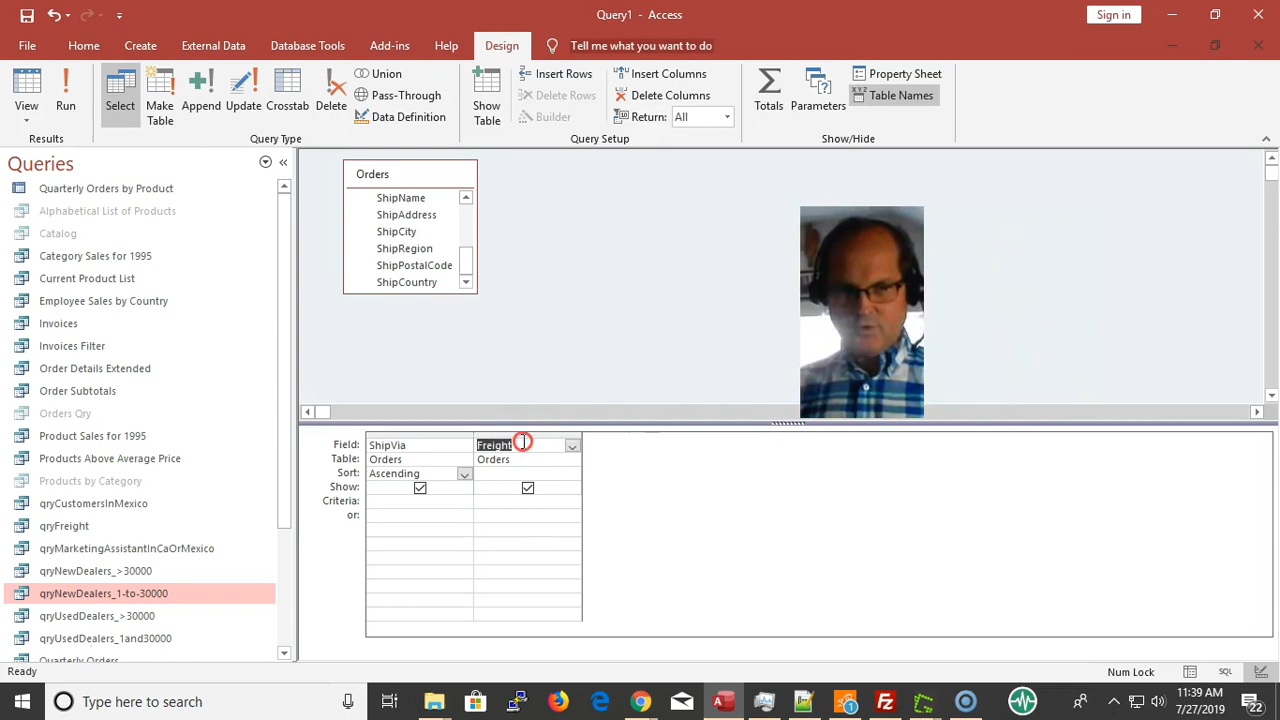 Query1 - Access
Sign in
File
Home
Create
External Data
Database Tools
Add-ins
Help
Design
Tell me what you want to do
View
Run
Select
Make
Table
Append
Update
Crosstab
Delete
Union
Pass-Through
Data Definition
Show
Table
Insert Rows
Delete Rows
Builder
Insert Columns
Delete Columns
Return: All
Totals
Parameters
Property Sheet
XYZ
Table Names
Results
Query Type
Query Setup
Show/Hide
Queries
Quarterly Orders by Product
Alphabetical List of Products
Catalog
Category Sales for 1995
Current Product List
Employee Sales by Country
Invoices
Invoices Filter
Order Details Extended
Order Subtotals
Orders Qry
Product Sales for 1995
Products Above Average Price
Products by Category
qryCustomersInMexico
qryFreight
qryMarketingAssistantInCaOrMexico
qryNewDealers_>30000
qryNewDealers_1-to-30000
qryUsedDealers_>30000
qryUsedDealers_1and30000
Quarterly Orders
Orders
ShipName
ShipAddress
ShipCity
ShipRegion
ShipPostalCode
ShipCountry
Field: ShipVia Freight
Table: Orders Orders
Sort: Ascending
Show:
Criteria:
or:
Ready
Num Lock
SQL
Type here to search
11:39 AM
7/27/2019
22